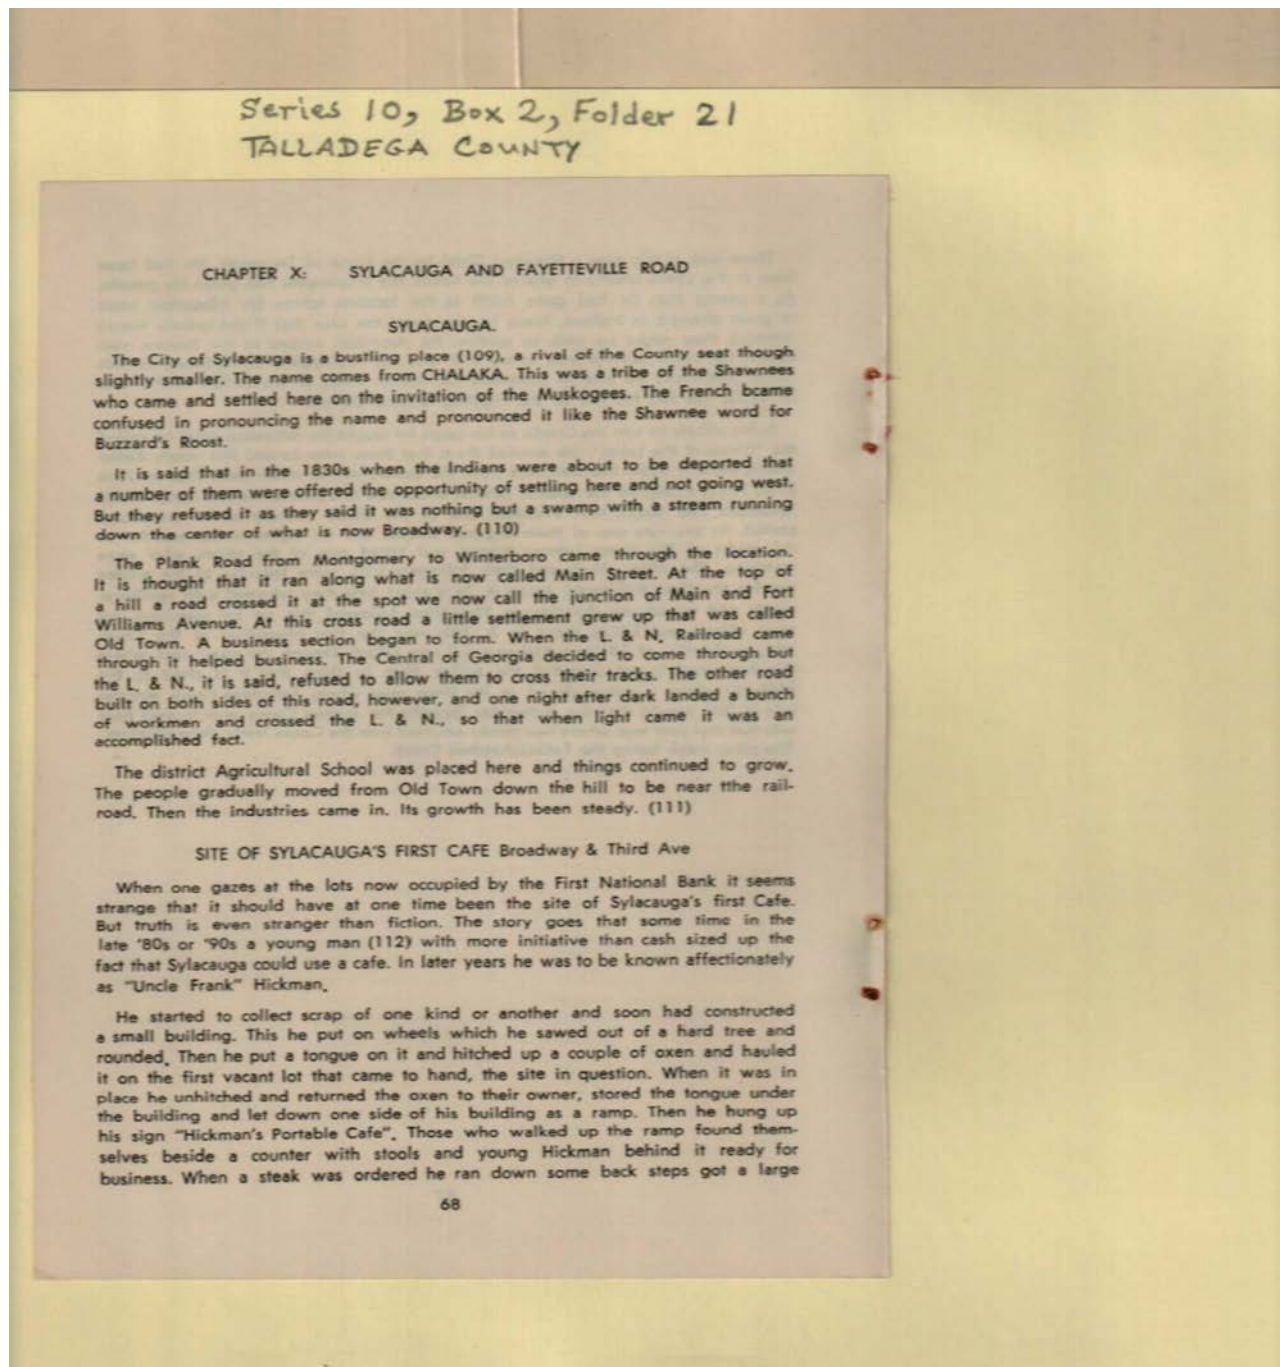 Series 10, Box 2, Folder 21
TALLADEGA COUNTY
CHAPTER X: SYLACAUGA AND FAYETTEVILLE ROAD
SYLACAUGA.
The City of Sylacauga is a bustling place (109), a rival of the County seat though
slightly smaller. The name comes from CHALAKA. This was a tribe of the Shawnees
who came and settled here on the invitation of the Muskogees. The French bcame
confused in pronouncing the name and pronounced it like the Shawnee word for
Buzzard's Roost.
It is said that in the 1830s when the Indians were about to be deported that
a number of them were offered the opportunity of settling here and not going west.
But they refused it as they said it was nothing but a swamp with a stream running
down the center of what is now Broadway. (110)
The Plank Road from Montgomery to Winterboro came through the location.
It is thought that it ran along what is now called Main Street. At the top of
a hill a road crossed it at the spot we now call the junction of Main and Fort
Williams Avenue. At this cross road a little settlement grew up that was called
Old Town. A business section began to form. When the L. & N. Railroad came
through it helped business. The Central of Georgia decided to come through but
the L. & N., it is said, refused to allow them to cross their tracks. The other road
built on both sides of this road, however, and one night after dark landed a bunch
of workmen and crossed the L. & N., so that when light came it was an
accomplished fact.
The district Agricultural School was placed here and things continued to grow.
The people gradually moved from Old Town down the hill to be near tthe rail-
road. Then the industries came in. Its growth has been steady. (111)
SITE OF SYLACAUGA'S FIRST CAFE Broadway & Third Ave
When one gazes at the lots now occupied by the First National Bank it seems
strange that it should have at one time been the site of Sylacauga's first Cafe.
But truth is even stranger than fiction. The story goes that some time in the
late '80s or '90s a young man (112) with more initiative than cash sized up the
fact that Sylacauga could use a cafe. In later years he was to be known affectionately
as "Uncle Frank" Hickman.
He started to collect scrap of one kind or another and soon had constructed
a small building. This he put on wheels which he sawed out of a hard tree and
rounded. Then he put a tongue on it and hitched up a couple of oxen and hauled
it on the first vacant lot that came to hand, the site in question. When it was in
place he unhitched and returned the oxen to their owner, stored the tongue under
the building and let down one side of his building as a ramp. Then he hung up
his sign "Hickman's Portable Cafe". Those who walked up the ramp found them-
selves beside a counter with stools and young Hickman behind it ready for
business. When a steak was ordered he ran down some back steps got a large
68